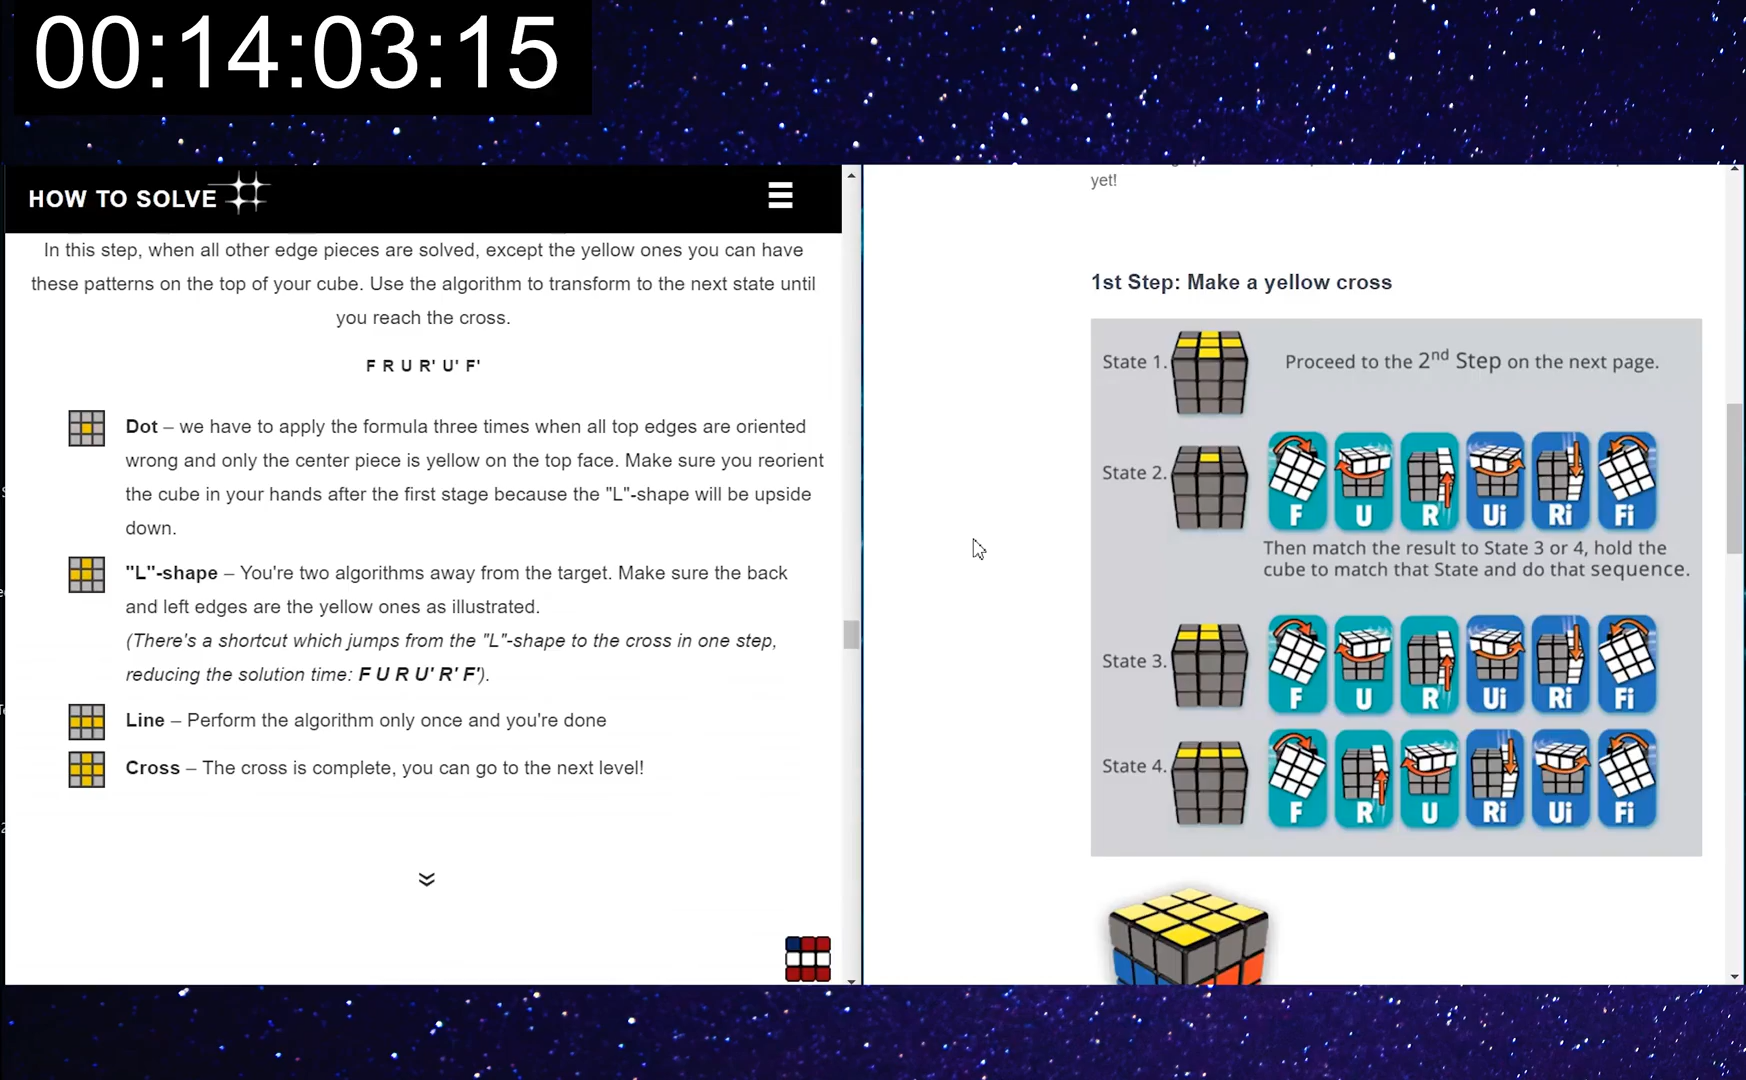 00:14:03:15
HOW TO SOLVE
In this step, when all other edge pieces are solved, except the yellow ones you can have
these patterns on the top of your cube. Use the algorithm to transform to the next state until
you reach the cross.
F R U R' U' F'
Dot – we have to apply the formula three times when all top edges are oriented
wrong and only the center piece is yellow on the top face. Make sure you reorient
the cube in your hands after the first stage because the "L"-shape will be upside
down.
"L"-shape – You're two algorithms away from the target. Make sure the back
and left edges are the yellow ones as illustrated.
(There's a shortcut which jumps from the "L"-shape to the cross in one step,
reducing the solution time: F U R U' R' F').
Line – Perform the algorithm only once and you're done
Cross – The cross is complete, you can go to the next level!
yet!
1st Step: Make a yellow cross
State 1.
Proceed to the 2nd Step on the next page.
State 2.
F U R Ui Ri Fi
Then match the result to State 3 or 4, hold the
cube to match that State and do that sequence.
State 3.
F U R Ui Ri Fi
State 4.
F R U Ri Ui Fi